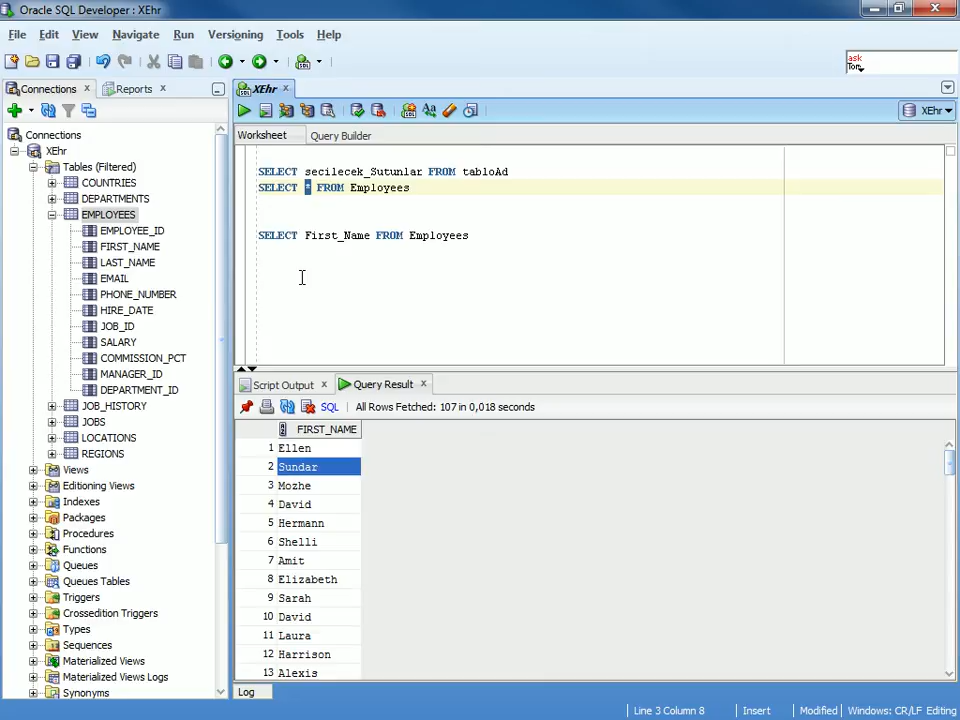 Oracle SQL Developer : XEhr
File Edit View Navigate Run Versioning Tools Help
ask
Tom
Connections Reports XEhr
XEhr
Worksheet Query Builder
Connections
XEhr
Tables (Filtered)
COUNTRIES
DEPARTMENTS
EMPLOYEES
EMPLOYEE_ID
FIRST_NAME
LAST_NAME
EMAIL
PHONE_NUMBER
HIRE_DATE
JOB_ID
SALARY
COMMISSION_PCT
MANAGER_ID
DEPARTMENT_ID
JOB_HISTORY
JOBS
LOCATIONS
REGIONS
Views
Editioning Views
Indexes
Packages
Procedures
Functions
Queues
Queues Tables
Triggers
Crossedition Triggers
Types
Sequences
Materialized Views
Materialized Views Logs
Synonyms
SELECT secilecek_Sutunlar FROM tabloAd
SELECT * FROM Employees
SELECT First_Name FROM Employees
Script Output Query Result
SQL All Rows Fetched: 107 in 0,018 seconds
FIRST_NAME
1 Ellen
2 Sundar
3 Mozhe
4 David
5 Hermann
6 Shelli
7 Amit
8 Elizabeth
9 Sarah
10 David
11 Laura
12 Harrison
13 Alexis
Log
Line 3 Column 8 Insert Modified Windows: CR/LF Editing